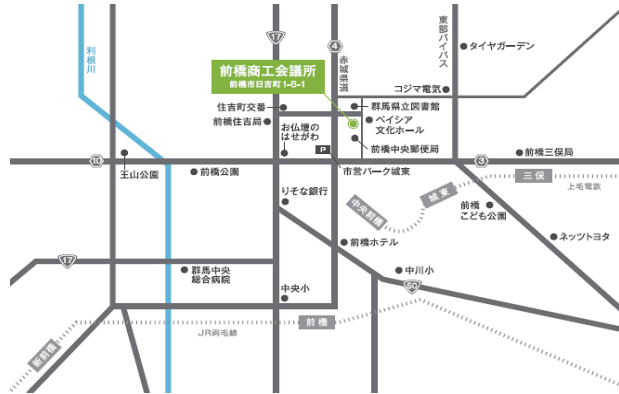 利根川
17
4
赤城県道
東部バイパス
タイヤガーデン
前橋商工会議所
前橋市日吉町1-8-1
コジマ電気
住吉町交番
群馬県立図書館
前橋住吉局
ベイシア
文化ホール
お仏壇の
はせがわ
前橋中央郵便局
P
10
王山公園
前橋公園
市営パーク城東
3
前橋三俣局
三俣
上毛電鉄
城東
中央前橋
りそな銀行
前橋
こども公園
前橋ホテル
ネッツトヨタ
17
群馬中央
総合病院
中川小
50
中央小
前橋
JR両毛線
新前橋